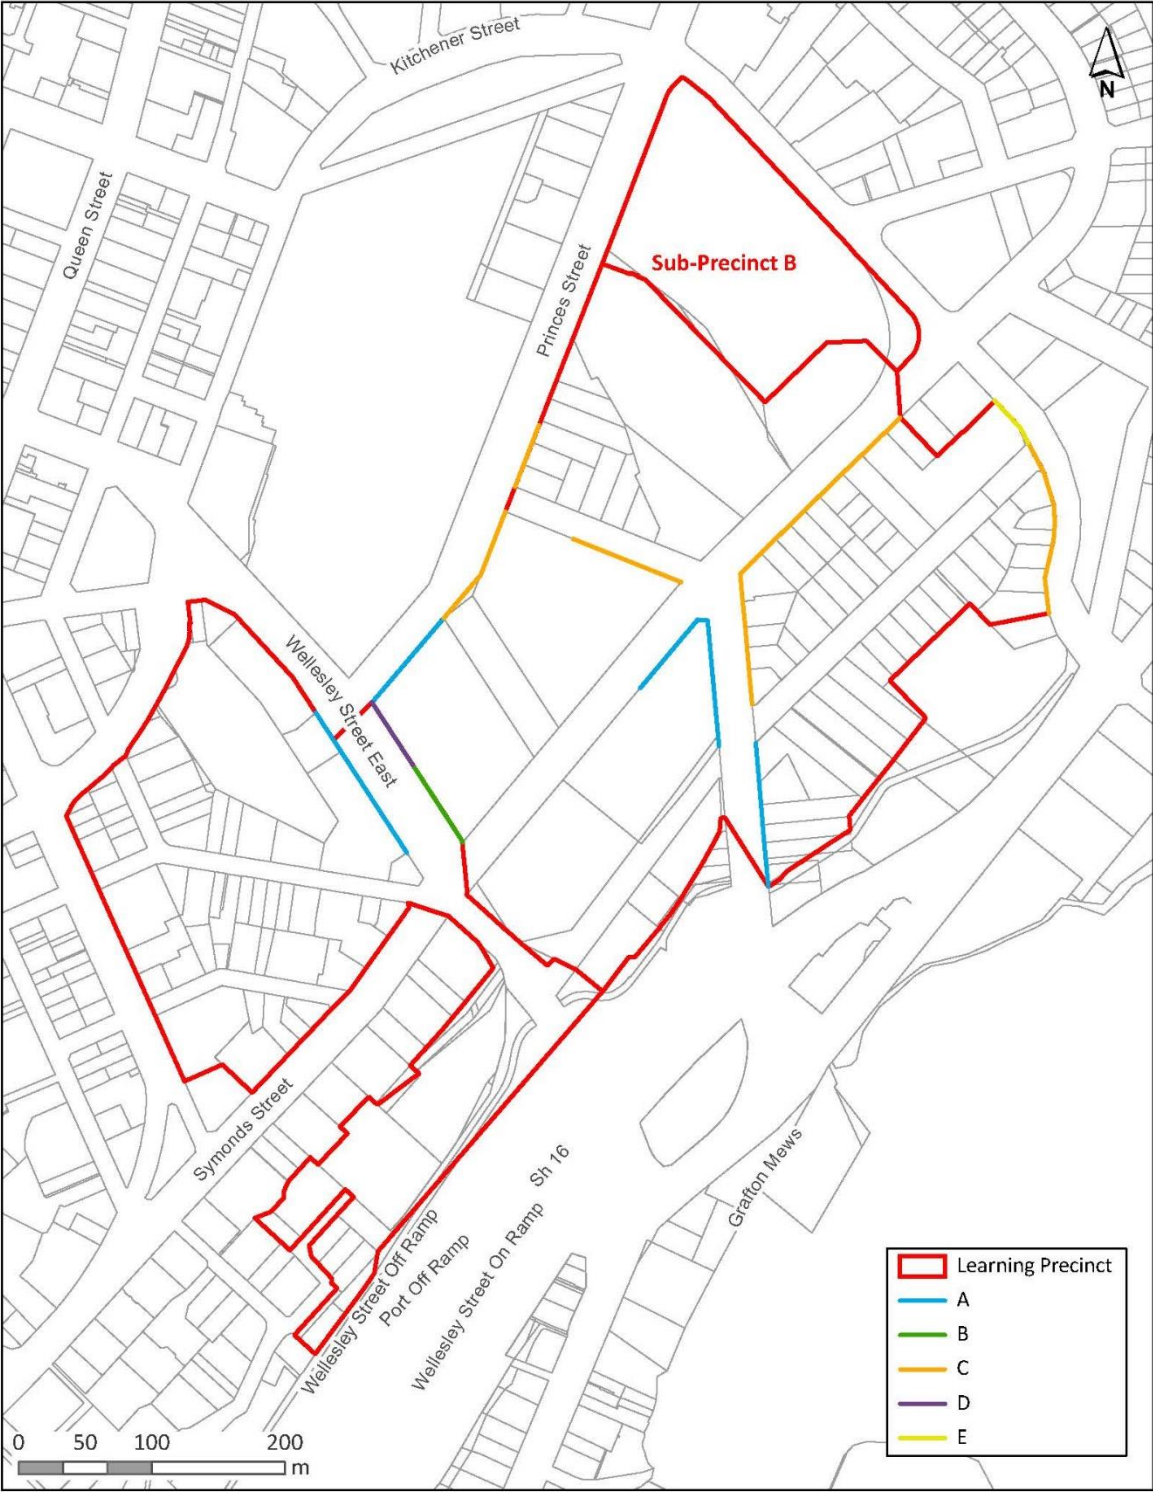 Kitchener Street
N
Queen Street
Princes Street
Sub-Precinct B
Wellesley Street East
Symonds Street
Sh 16
Grafton Mews
Wellesley Street Off Ramp
Port Off Ramp
Wellesley Street On Ramp
Learning Precinct
A
B
C
D
E
0 50 100 200
m